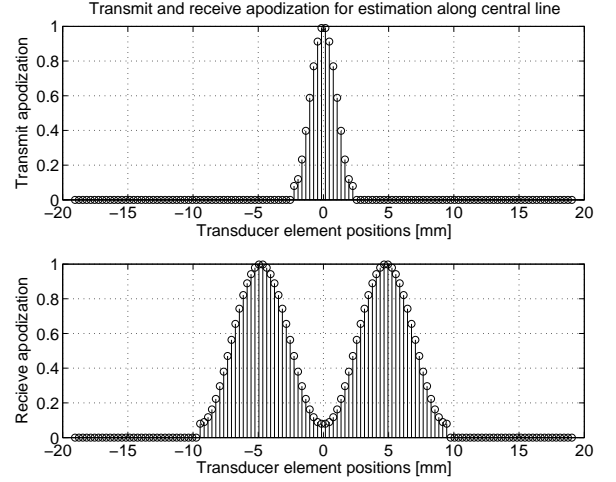 Transmit and receive apodization for estimation along central line
1
0.8
0.6
0.4
0.2
0
Transmit apodization
−20 −15 −10 −5 0 5 10 15 20
Transducer element positions [mm]
1
0.8
0.6
0.4
0.2
0
Recieve apodization
−20 −15 −10 −5 0 5 10 15 20
Transducer element positions [mm]